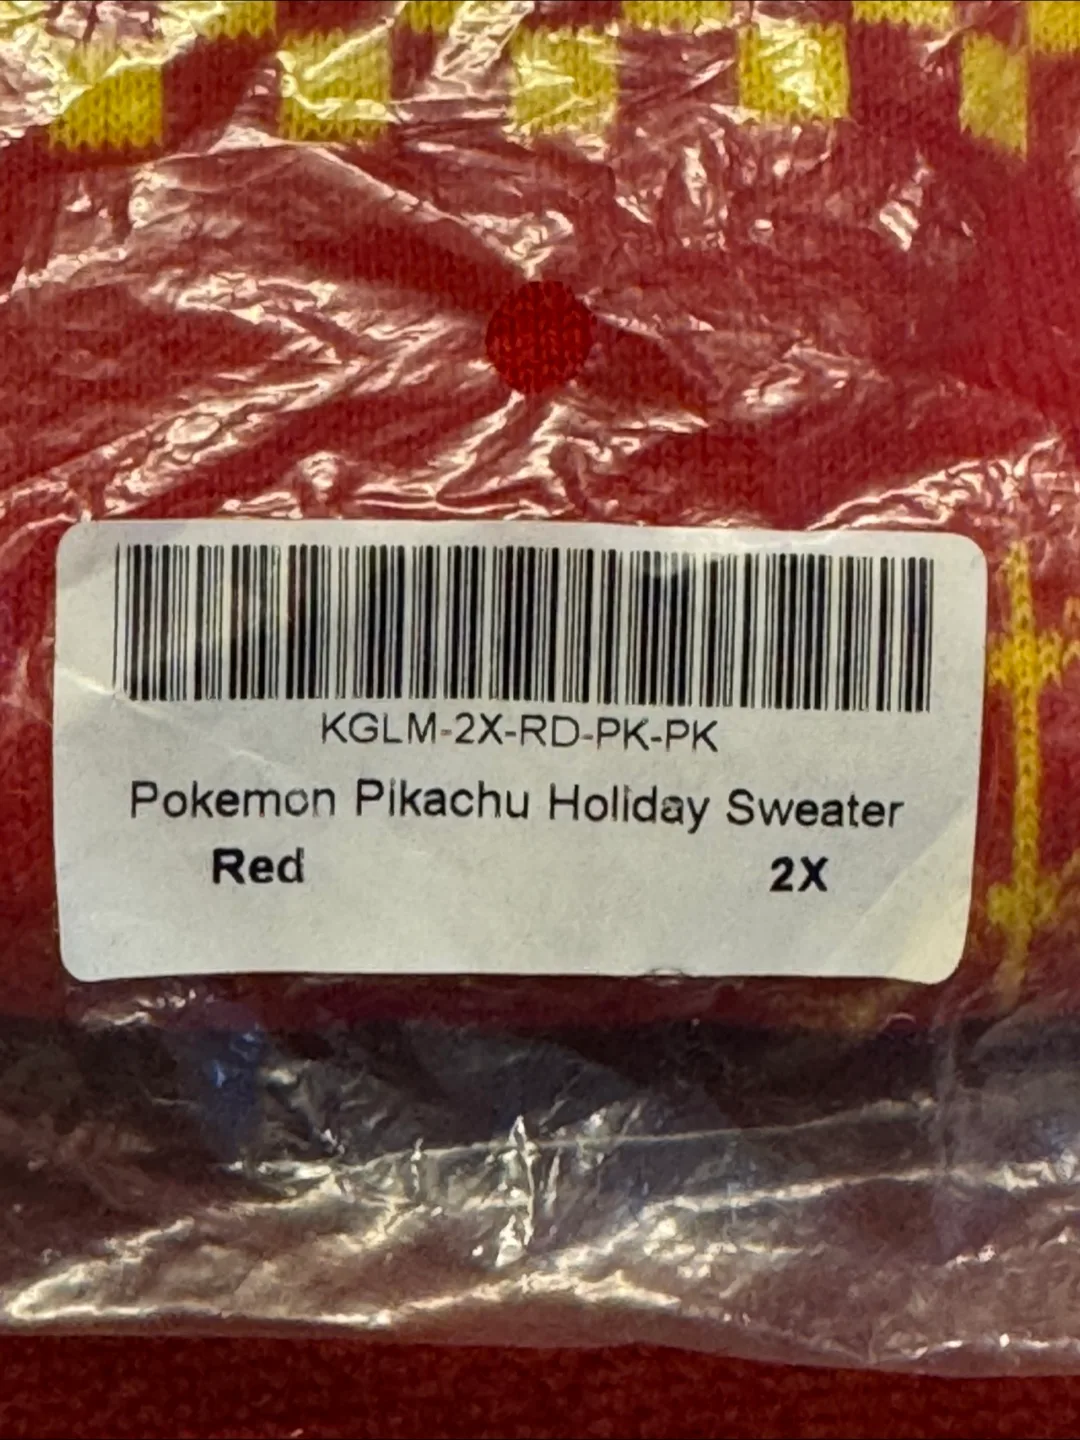 KGLM-2X-RD-PK-PK
Pokemon Pikachu Holiday Sweater
Red 2X